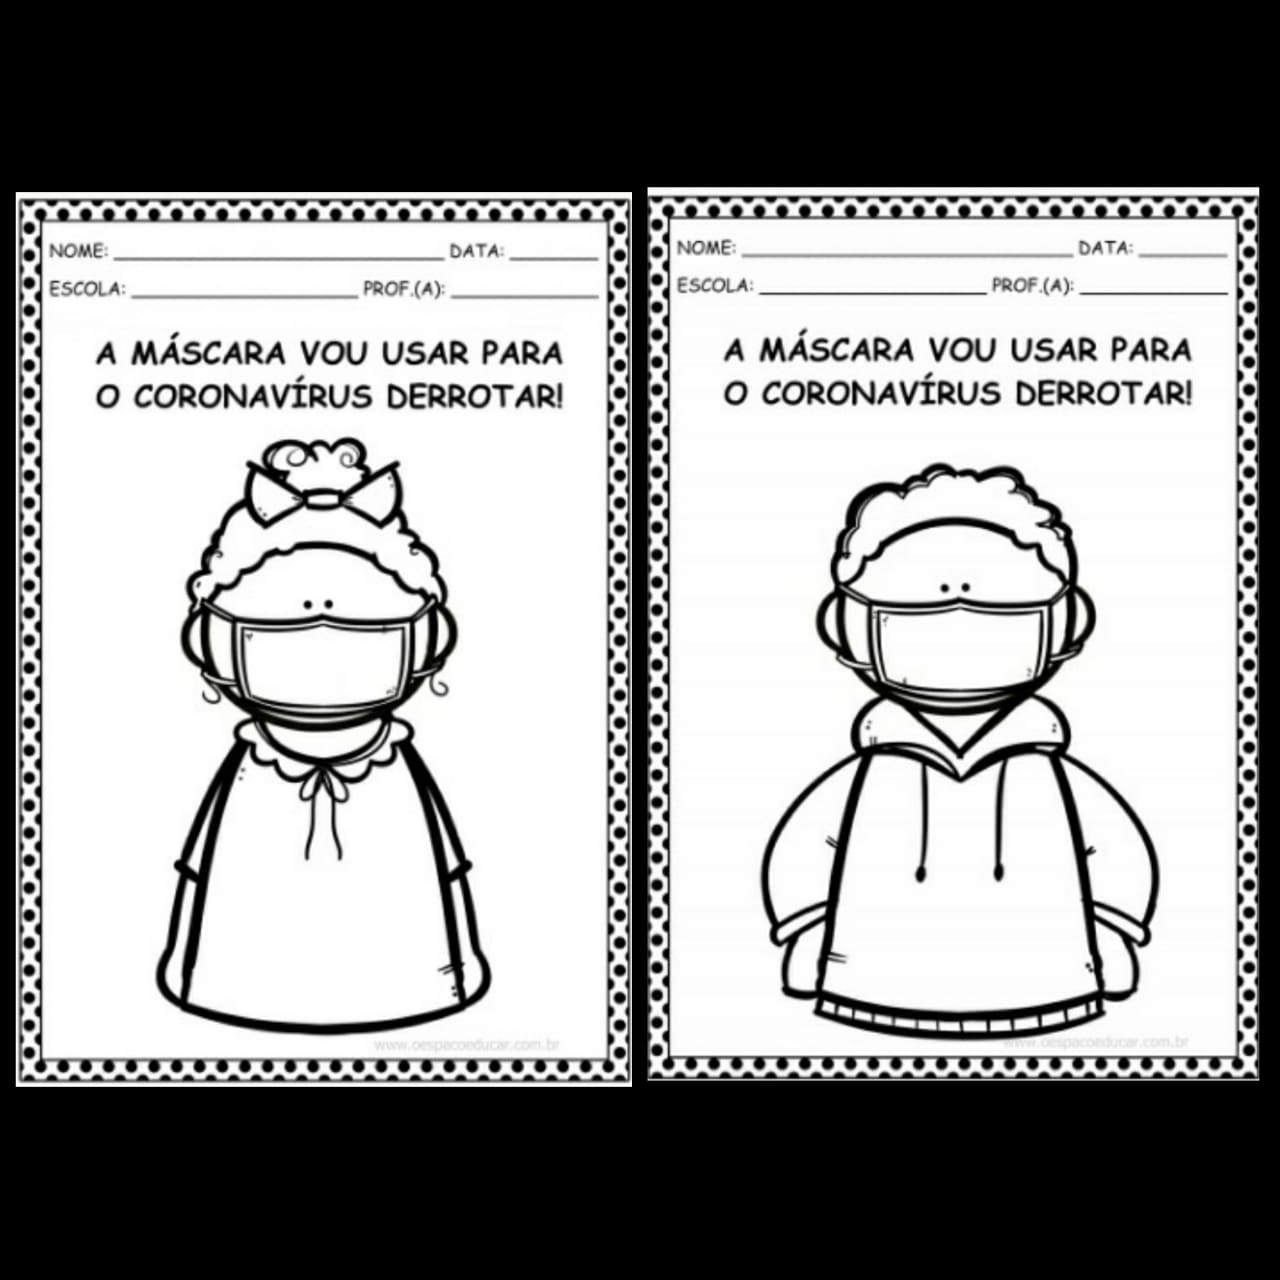 NOME: DATA:
ESCOLA: PROF.(A):
A MÁSCARA VOU USAR PARA
O CORONAVÍRUS DERROTAR!
www.oespacoeducar.com.br
NOME: DATA:
ESCOLA: PROF.(A):
A MÁSCARA VOU USAR PARA
O CORONAVÍRUS DERROTAR!
www.oespacoeducar.com.br